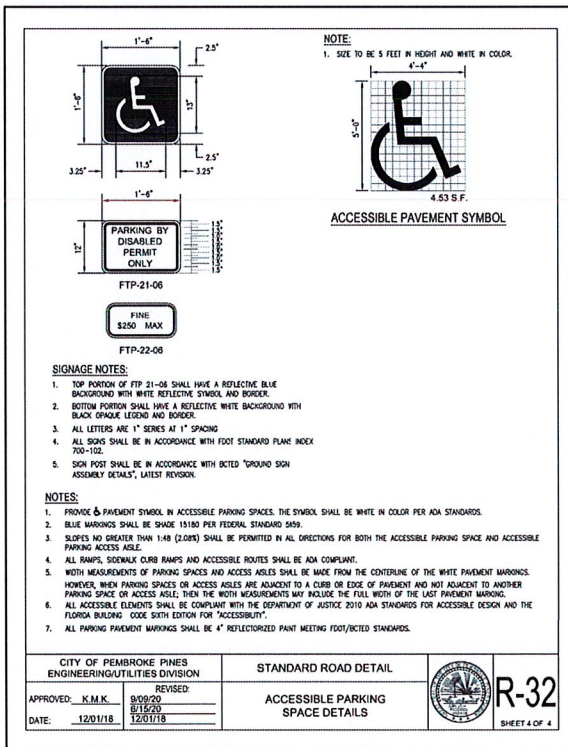 1'-6"
2.5"
1'-6"
13"
2.5"
3.25"
11.5"
3.25"
1'-6"
12"
1.5"
1.5"
PARKING BY
DISABLED
PERMIT
ONLY
FTP-21-06
FINE
$250 MAX
FTP-22-06
NOTE:
1. SIZE TO BE 5 FEET IN HEIGHT AND WHITE IN COLOR.
4'-4"
5'-0"
4.53 S.F.
ACCESSIBLE PAVEMENT SYMBOL
SIGNAGE NOTES:
1. TOP PORTION OF FTP 21-06 SHALL HAVE A REFLECTIVE BLUE
BACKGROUND WITH WHITE REFLECTIVE SYMBOL AND BORDER.
2. BOTTOM PORTION SHALL HAVE A REFLECTIVE WHITE BACKGROUND WITH
BLACK OPAQUE LEGEND AND BORDER.
3. ALL LETTERS ARE 1" SERIES AT 1" SPACING
4. ALL SIGNS SHALL BE IN ACCORDANCE WITH FDOT STANDARD PLANS INDEX
700-102.
5. SIGN POST SHALL BE IN ACCORDANCE WITH BCTED "GROUND SIGN
ASSEMBLY DETAILS", LATEST REVISION.
NOTES:
1. PROVIDE PAVEMENT SYMBOL IN ACCESSIBLE PARKING SPACES. THE SYMBOL SHALL BE WHITE IN COLOR PER ADA STANDARDS.
2. BLUE MARKINGS SHALL BE SHADE 15180 PER FEDERAL STANDARD 595.
3. SLOPES NO GREATER THAN 1:48 (2.08%) SHALL BE PERMITTED IN ALL DIRECTIONS FOR BOTH THE ACCESSIBLE PARKING SPACE AND ACCESSIBLE
PARKING ACCESS AISLE.
4. ALL RAMPS, SIDEWALK CURB RAMPS AND ACCESSIBLE ROUTES SHALL BE ADA COMPLIANT.
5. WIDTH MEASUREMENTS OF PARKING SPACES AND ACCESS AISLES SHALL BE MADE FROM THE CENTERLINE OF THE WHITE PAVEMENT MARKINGS.
HOWEVER, WHEN PARKING SPACES OR ACCESS AISLES ARE ADJACENT TO A CURB OR EDGE OF PAVEMENT AND NOT ADJACENT TO ANOTHER
PARKING SPACE OR ACCESS AISLE; THEN THE WIDTH MEASUREMENTS MAY INCLUDE THE FULL WIDTH OF THE LAST PAVEMENT MARKING.
6. ALL ACCESSIBLE ELEMENTS SHALL BE COMPLIANT WITH THE DEPARTMENT OF JUSTICE 2010 ADA STANDARDS FOR ACCESSIBLE DESIGN AND THE
FLORIDA BUILDING CODE SIXTH EDITION FOR "ACCESSIBILITY".
7. ALL PARKING PAVEMENT MARKINGS SHALL BE 4" REFLECTORIZED PAINT MEETING FDOT/BCTED STANDARDS.
CITY OF PEMBROKE PINES
ENGINEERING/UTILITIES DIVISION
APPROVED: K.M.K.
DATE: 12/01/18
REVISED:
9/09/20
6/15/20
12/01/18
STANDARD ROAD DETAIL
ACCESSIBLE PARKING
SPACE DETAILS
R-32
SHEET 4 OF 4